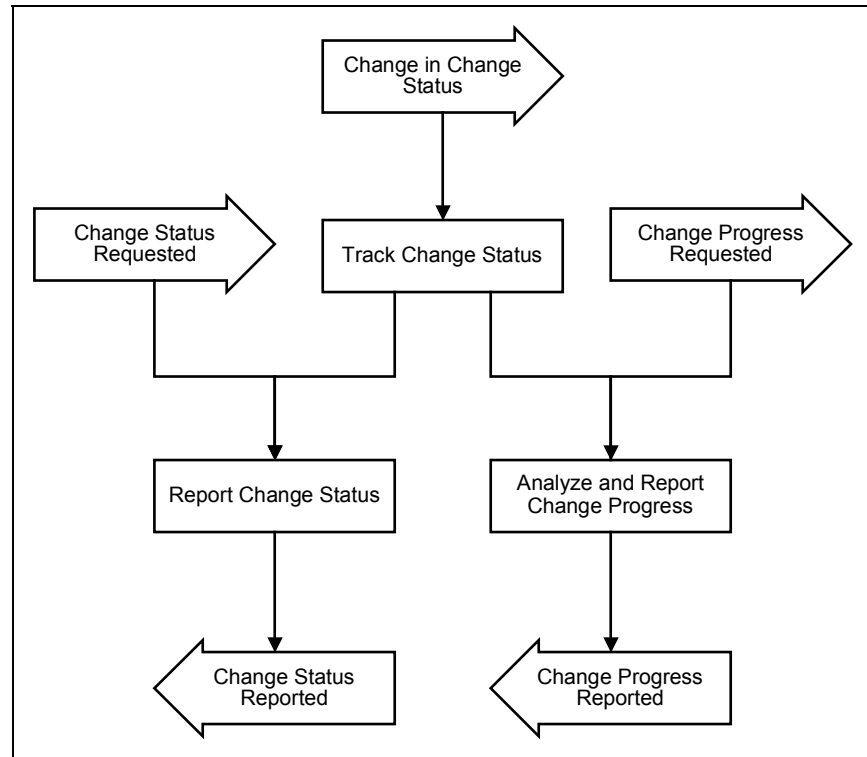 Change in Change
Status
Change Status
Requested
Track Change Status
Change Progress
Requested
Report Change Status
Analyze and Report
Change Progress
Change Status
Reported
Change Progress
Reported